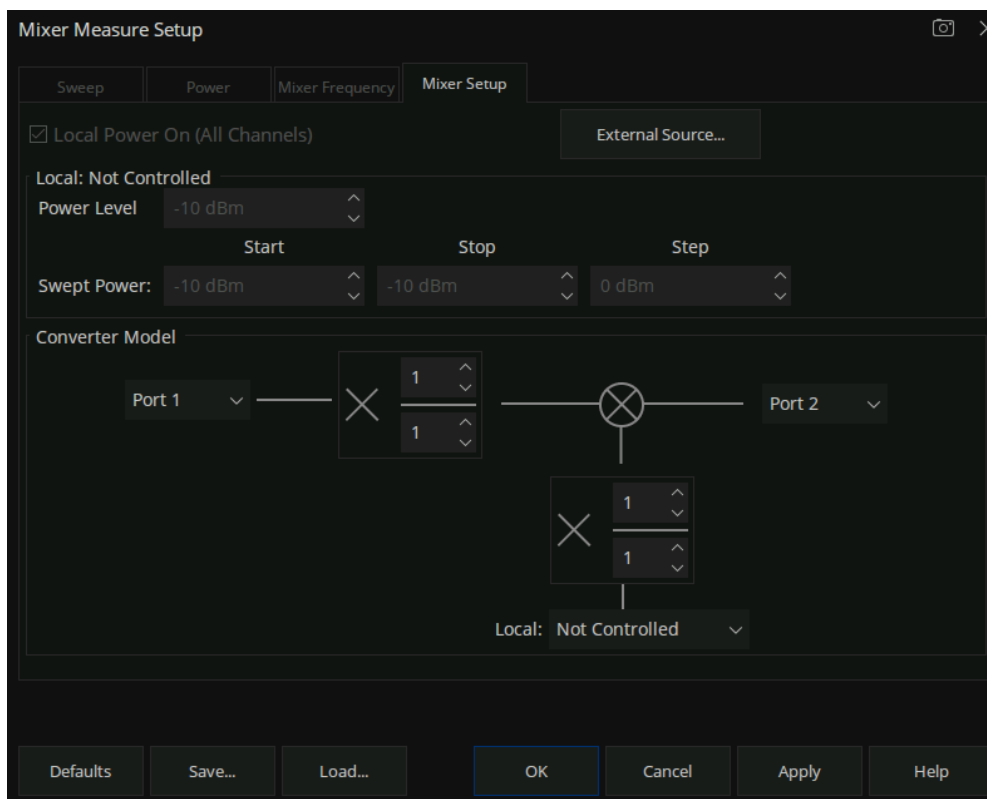 Mixer Measure Setup
Sweep Power Mixer Frequency Mixer Setup
Local Power On (All Channels) External Source...
Local: Not Controlled
Power Level -10 dBm
Start Stop Step
Swept Power: -10 dBm -10 dBm 0 dBm
Converter Model
1
Port 1 Port 2
1
1
1
Local: Not Controlled
Defaults Save... Load... OK Cancel Apply Help